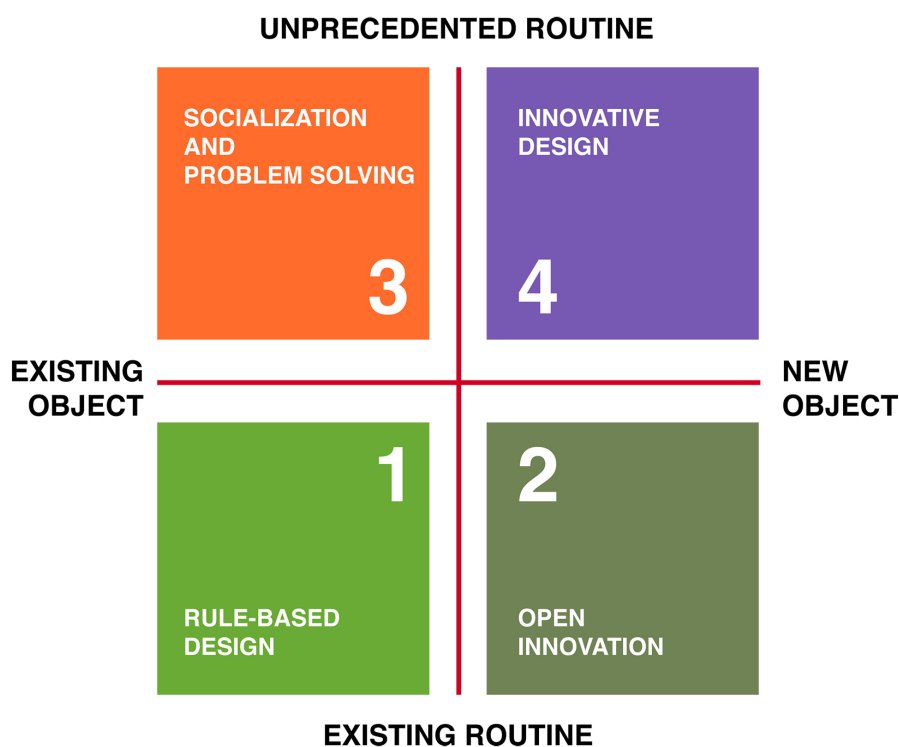 UNPRECEDENTED ROUTINE
SOCIALIZATION
AND
PROBLEM SOLVING
3
INNOVATIVE
DESIGN
4
EXISTING
OBJECT
NEW
OBJECT
1
RULE-BASED
DESIGN
2
OPEN
INNOVATION
EXISTING ROUTINE